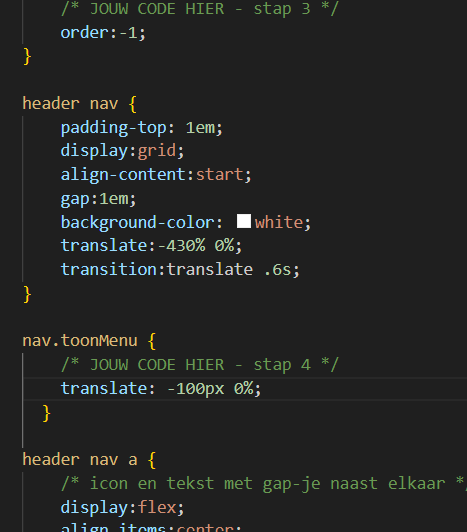 /* JOUW CODE HIER - stap 3 */
order:-1;
}
header nav {
padding-top: 1em;
display:grid;
align-content:start;
gap:1em;
background-color: white;
translate:-430% 0%;
transition:translate .6s;
}
nav.toonMenu {
/* JOUW CODE HIER - stap 4 */
translate: -100px 0%;
}
header nav a {
/* icon en tekst met gap-je naast elkaar */
display:flex;
align-items:center;